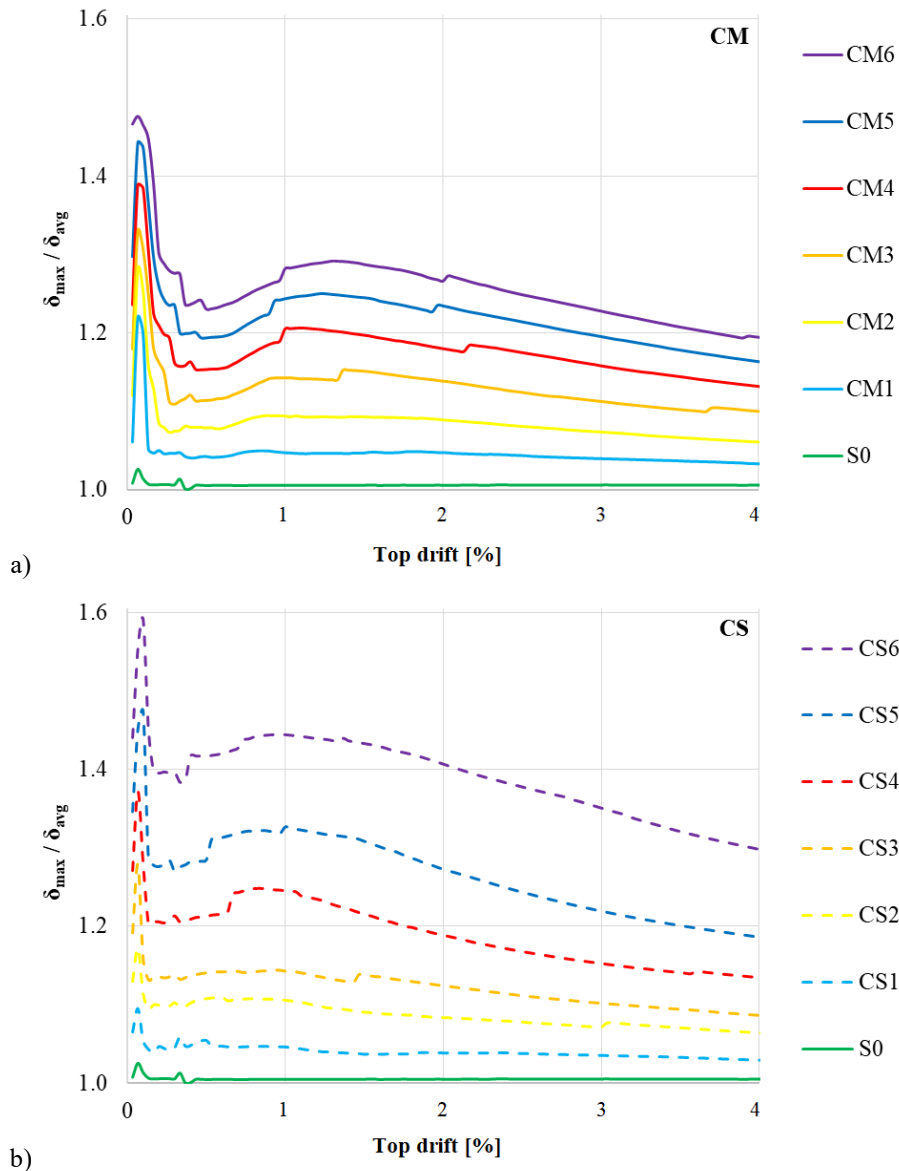 CM
1.6
1.4
1.2
1.0
δmax / δavg
0 1 2 3 4
Top drift [%]
CM6
CM5
CM4
CM3
CM2
CM1
S0
a)
CS
1.6
1.4
1.2
1.0
δmax / δavg
0 1 2 3 4
Top drift [%]
CS6
CS5
CS4
CS3
CS2
CS1
S0
b)